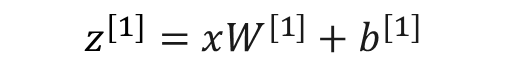 z^[1] = xW^[1] + b^[1]